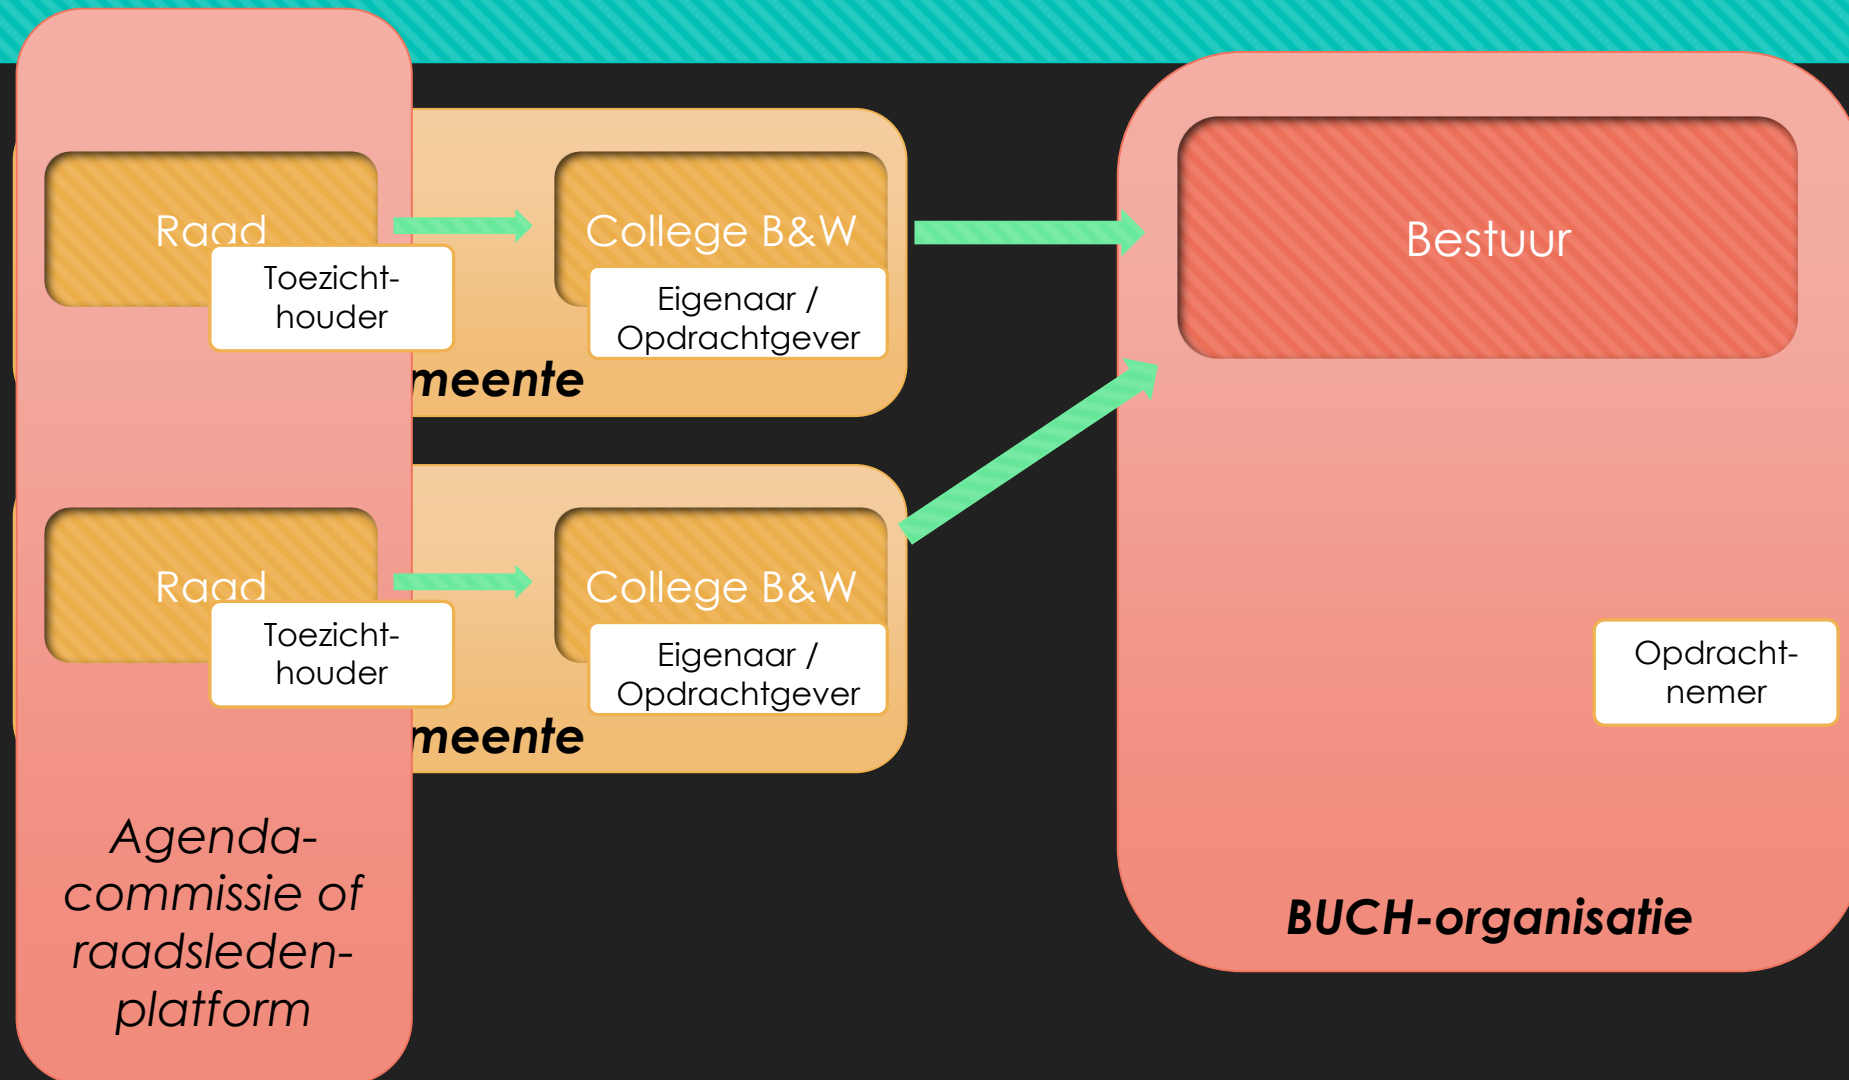 Raad
Toezicht-
houder
College B&W
Eigenaar /
Opdrachtgever
meente
Raad
Toezicht-
houder
College B&W
Eigenaar /
Opdrachtgever
meente
Agenda-
commissie of
raadsleden-
platform
Bestuur
Opdracht-
nemer
BUCH-organisatie